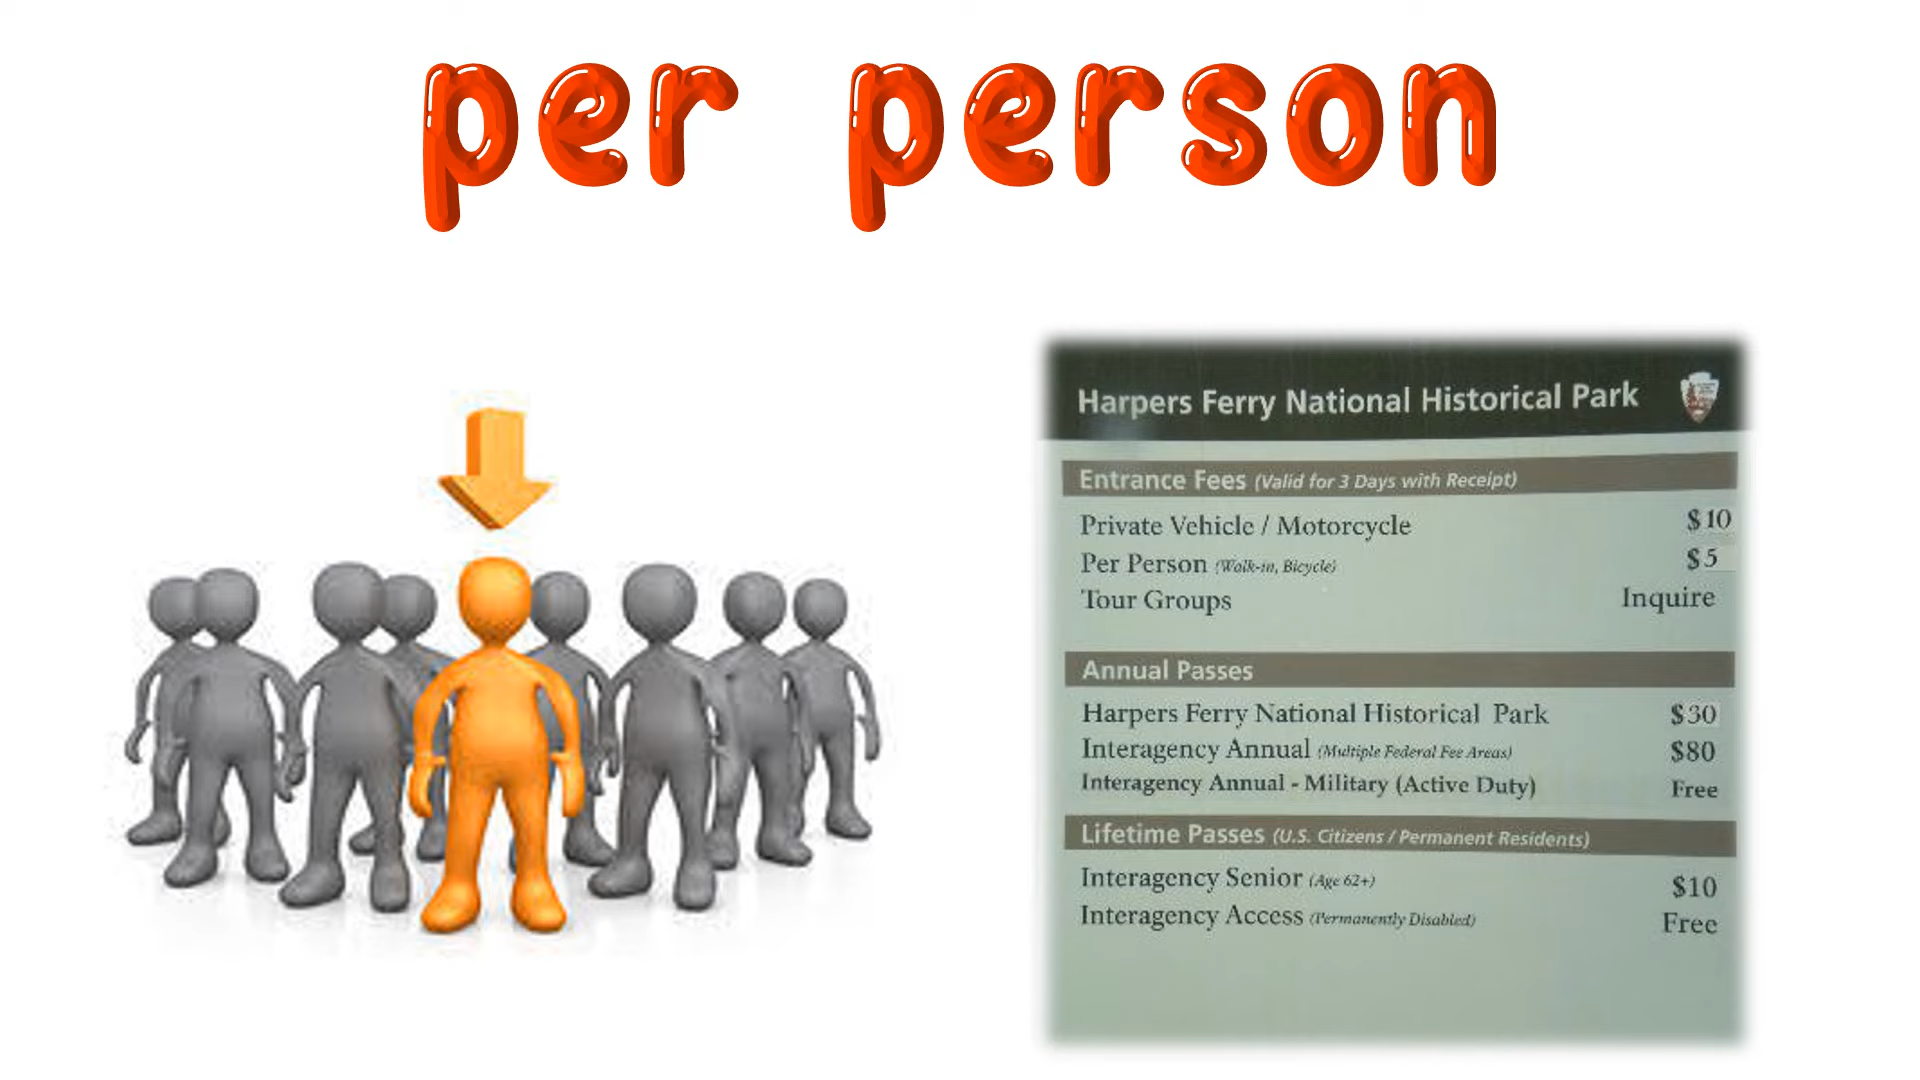 per person
Harpers Ferry National Historical Park
Entrance Fees (Valid for 3 Days with Receipt)
Private Vehicle / Motorcycle $10
Per Person (Walk-in, Bicycle) $5
Tour Groups Inquire
Annual Passes
Harpers Ferry National Historical Park $30
Interagency Annual (Multiple Federal Fee Areas) $80
Interagency Annual - Military (Active Duty) Free
Lifetime Passes (U.S. Citizens / Permanent Residents)
Interagency Senior (Age 62+) $10
Interagency Access (Permanently Disabled) Free